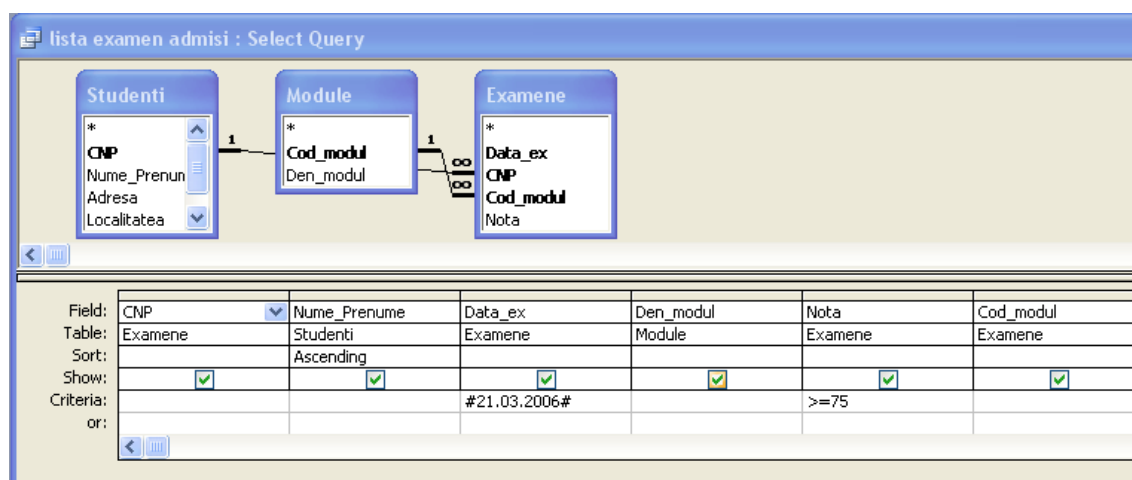 lista examen admisi : Select Query
Studenti
*
CNP
Nume_Prenun
Adresa
Localitatea
1
Module
*
Cod_modul
Den_modul
1
Examene
*
Data_ex
CNP
Cod_modul
Nota
∞
∞
Field: CNP Nume_Prenume Data_ex Den_modul Nota Cod_modul
Table: Examene Studenti Examene Module Examene Examene
Sort: Ascending
Show:
Criteria: #21.03.2006# >=75
or: